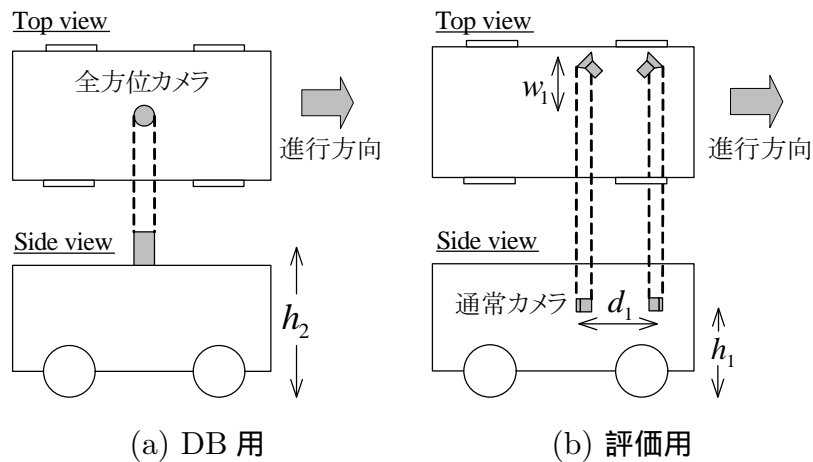 Top view
全方位カメラ
進行方向
Side view
h₂
(a) DB 用
Top view
w₁
進行方向
Side view
通常カメラ
d₁
h₁
(b) 評価用